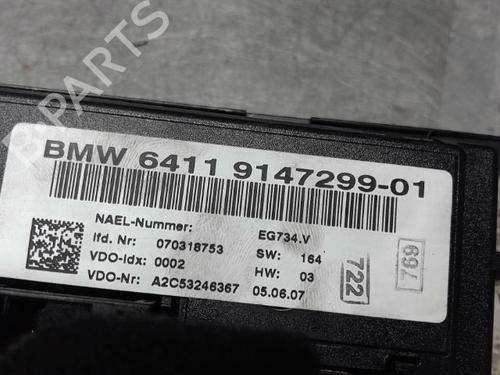 B PARTS
BMW 6411 9147299-01
NAEL-Nummer: EG734.V
lfd. Nr: 070318753 SW: 164
VDO-Idx: 0002 HW: 03
VDO-Nr: A2C53246367 05.06.07
722
769